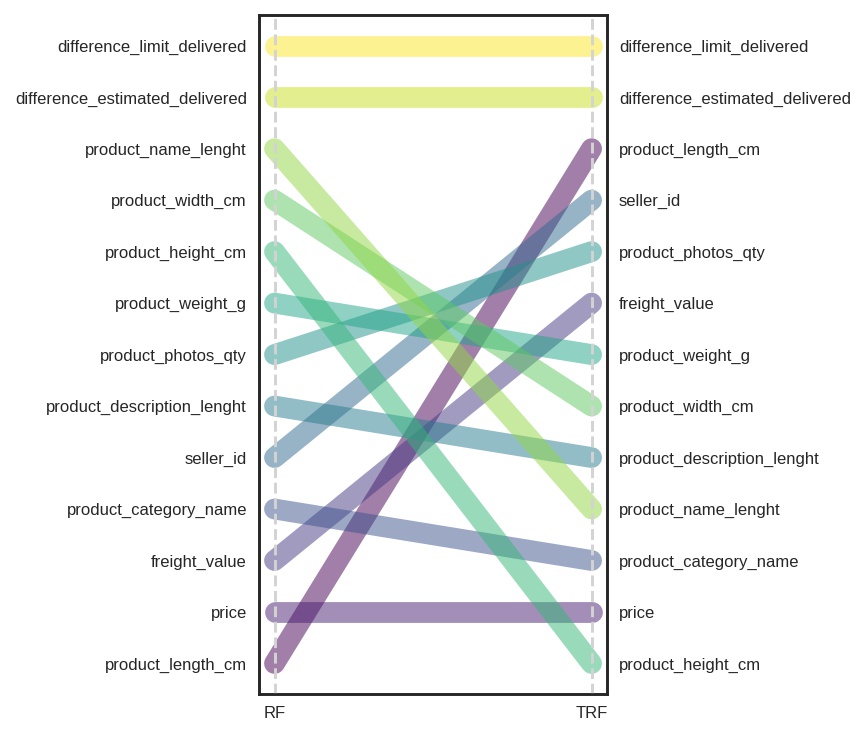 difference_limit_delivered
difference_limit_delivered
difference_estimated_delivered
difference_estimated_delivered
product_name_lenght
product_length_cm
product_width_cm
seller_id
product_height_cm
product_photos_qty
product_weight_g
freight_value
product_photos_qty
product_weight_g
product_description_lenght
product_width_cm
seller_id
product_description_lenght
product_category_name
product_name_lenght
freight_value
product_category_name
price
price
product_length_cm
product_height_cm
RF
TRF